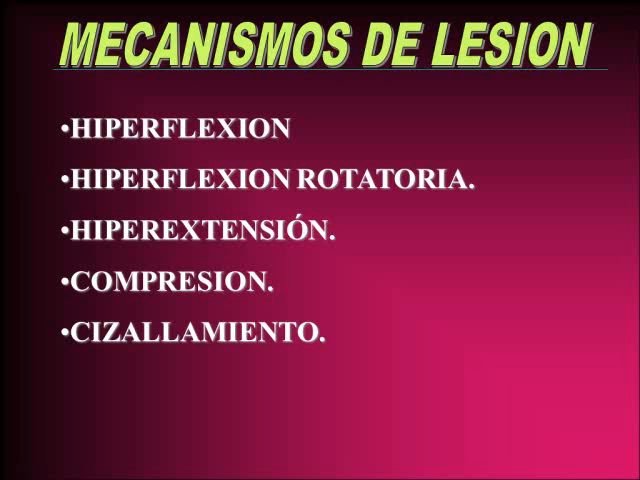 MECANISMOS DE LESION
•HIPERFLEXION
•HIPERFLEXION ROTATORIA.
•HIPEREXTENSIÓN.
•COMPRESION.
•CIZALLAMIENTO.